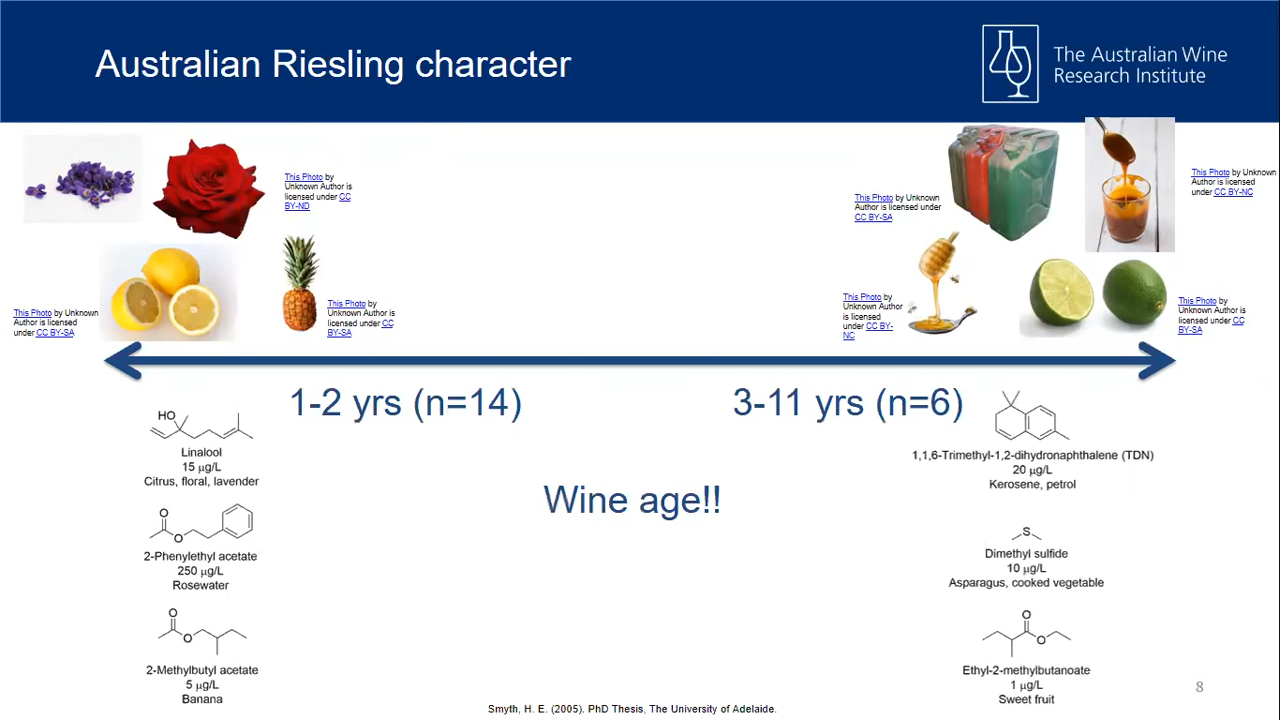 Australian Riesling character
The Australian Wine
Research Institute
This Photo by
Unknown Author is
licensed under CC
BY-ND
This Photo by Unknown
Author is licensed
under CC BY-SA
This Photo by
Unknown Author is
licensed under CC
BY-SA
This Photo by Unknown
Author is licensed under
CC BY-SA
This Photo by Unknown
Author is licensed
under CC BY-NC
This Photo by
Unknown Author
is licensed
under CC BY-
NC
This Photo by
Unknown Author is
licensed under CC
BY-SA
1-2 yrs (n=14)
3-11 yrs (n=6)
Wine age!!
HO
Linalool
15 µg/L
Citrus, floral, lavender
O
O
2-Phenylethyl acetate
250 µg/L
Rosewater
O
O
2-Methylbutyl acetate
5 µg/L
Banana
1,1,6-Trimethyl-1,2-dihydronaphthalene (TDN)
20 µg/L
Kerosene, petrol
S
Dimethyl sulfide
10 µg/L
Asparagus, cooked vegetable
O
O
Ethyl-2-methylbutanoate
1 µg/L
Sweet fruit
8
Smyth, H. E. (2005). PhD Thesis, The University of Adelaide.